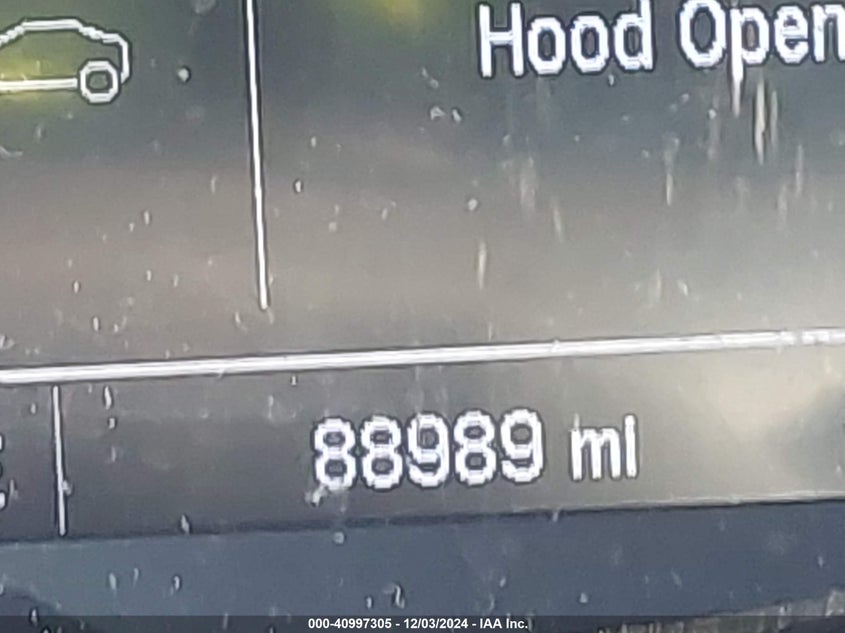 Hood Open
88989 mi
000-40997305 - 12/03/2024 - IAA Inc.